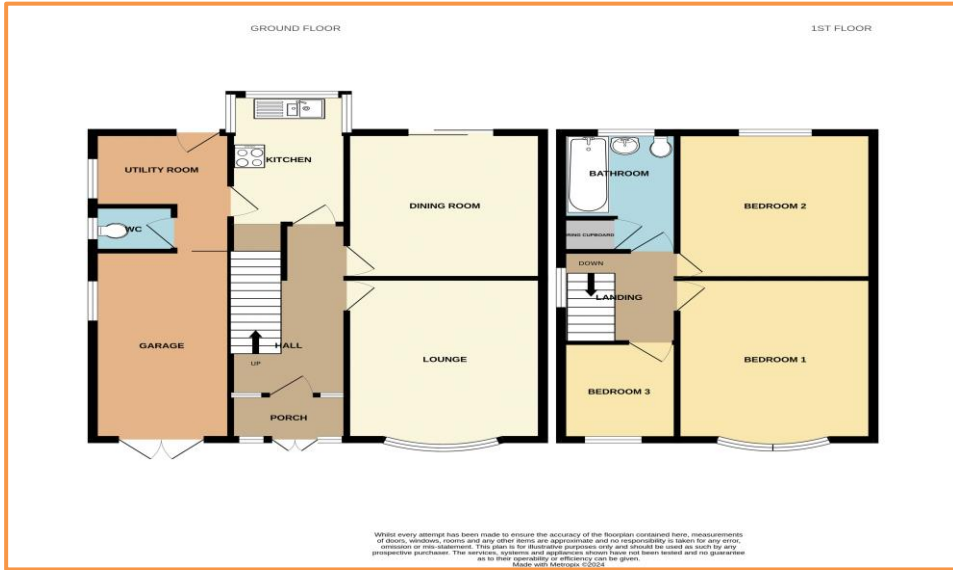 GROUND FLOOR
1ST FLOOR
UTILITY ROOM
KITCHEN
DINING ROOM
WC
GARAGE
UP
HALL
LOUNGE
PORCH
BATHROOM
BEDROOM 2
CUPBOARD
DOWN
LANDING
BEDROOM 1
BEDROOM 3
Whilst every attempt has been made to ensure the accuracy of the floorplan contained here, measurements
of doors, windows, rooms and any other items are approximate and no responsibility is taken for any error,
omission or mis-statement. This plan is for illustrative purposes only and should be used as such by any
prospective purchaser. The services, systems and appliances shown have not been tested and no guarantee
as to their operability or efficiency can be given.
Made with Metropix ©2024